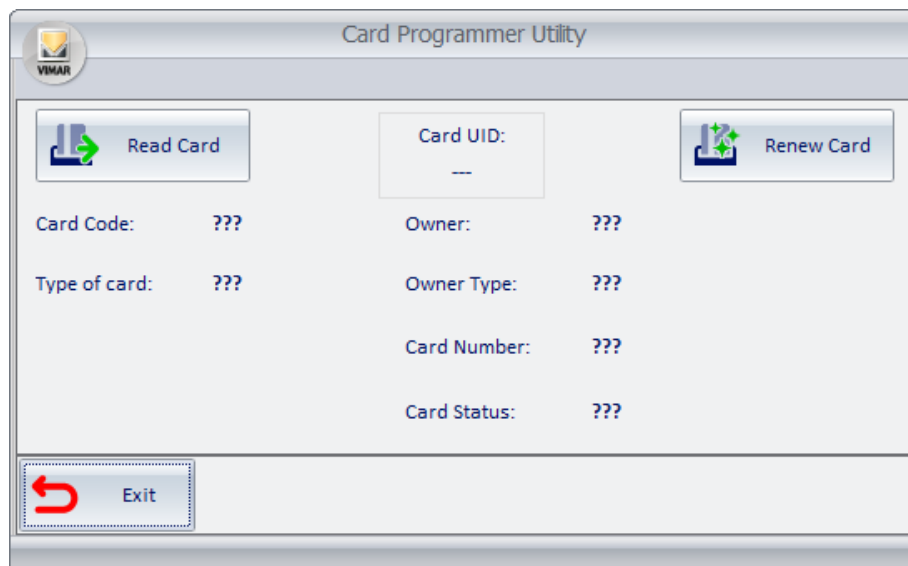 Card Programmer Utility
VIMAR
Read Card
Card UID:
---
Renew Card
Card Code: ???
Owner: ???
Type of card: ???
Owner Type: ???
Card Number: ???
Card Status: ???
Exit